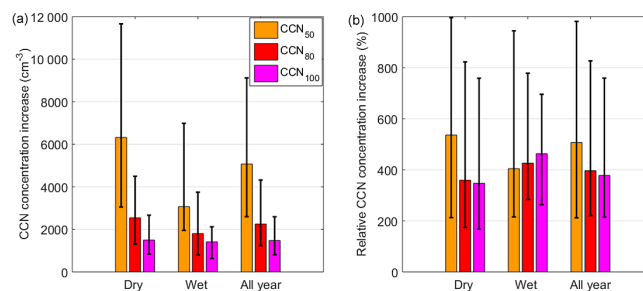 (a)
CCN concentration increase (cm-3)
12 000
10 000
8000
6000
4000
2000
0
CCN50
CCN80
CCN100
Dry Wet All year
(b)
Relative CCN concentration increase (%)
1000
800
600
400
200
0
Dry Wet All year